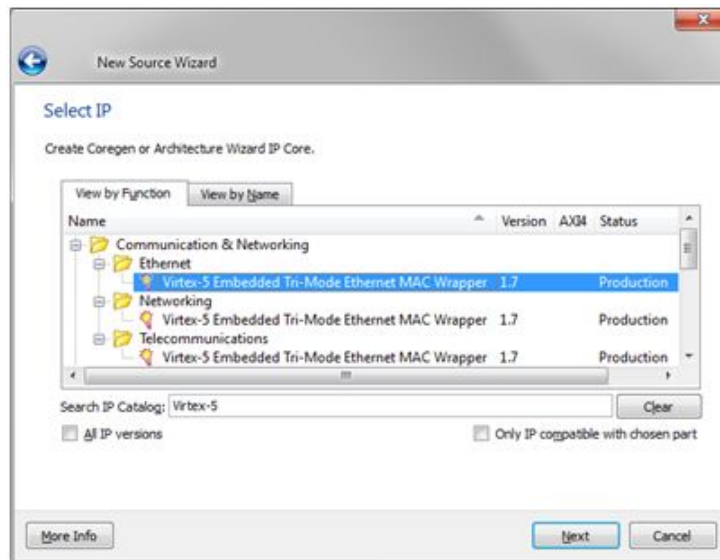 New Source Wizard
Select IP
Create Coregen or Architecture Wizard IP Core.
View by Function View by Name
Name Version AXI4 Status
Communication & Networking
Ethernet
Virtex-5 Embedded Tri-Mode Ethernet MAC Wrapper 1.7 Production
Networking
Virtex-5 Embedded Tri-Mode Ethernet MAC Wrapper 1.7 Production
Telecommunications
Virtex-5 Embedded Tri-Mode Ethernet MAC Wrapper 1.7 Production
Search IP Catalog: Virtex-5 Clear
All IP versions Only IP compatible with chosen part
More Info Next Cancel